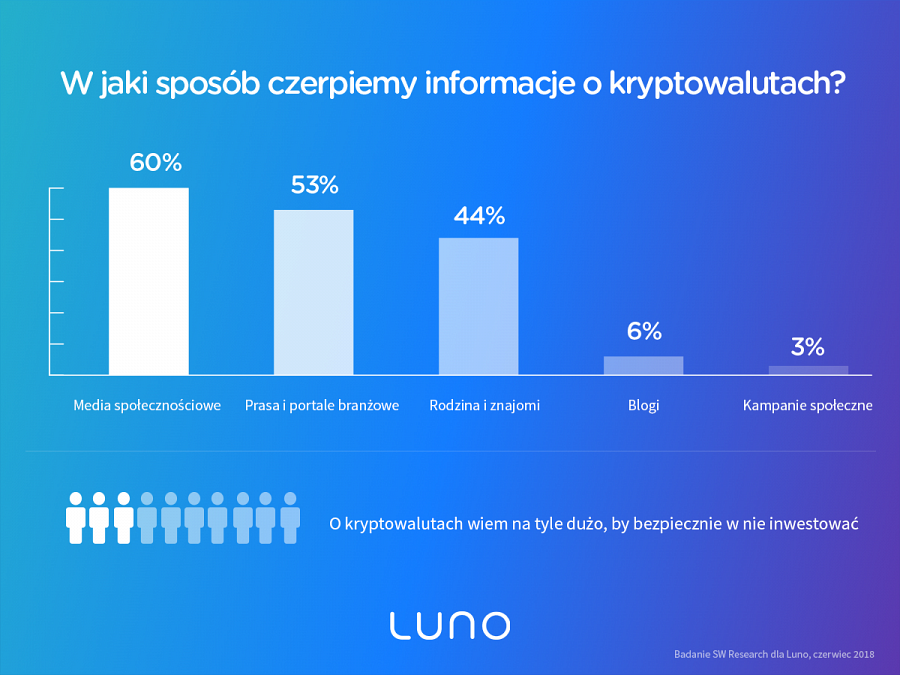 W jaki sposób czerpiemy informacje o kryptowalutach?
60%
53%
44%
6%
3%
Media społecznościowe
Prasa i portale branżowe
Rodzina i znajomi
Blogi
Kampanie społeczne
O kryptowalutach wiem na tyle dużo, by bezpiecznie w nie inwestować
LUNO
Badanie SW Research dla Luno, czerwiec 2018